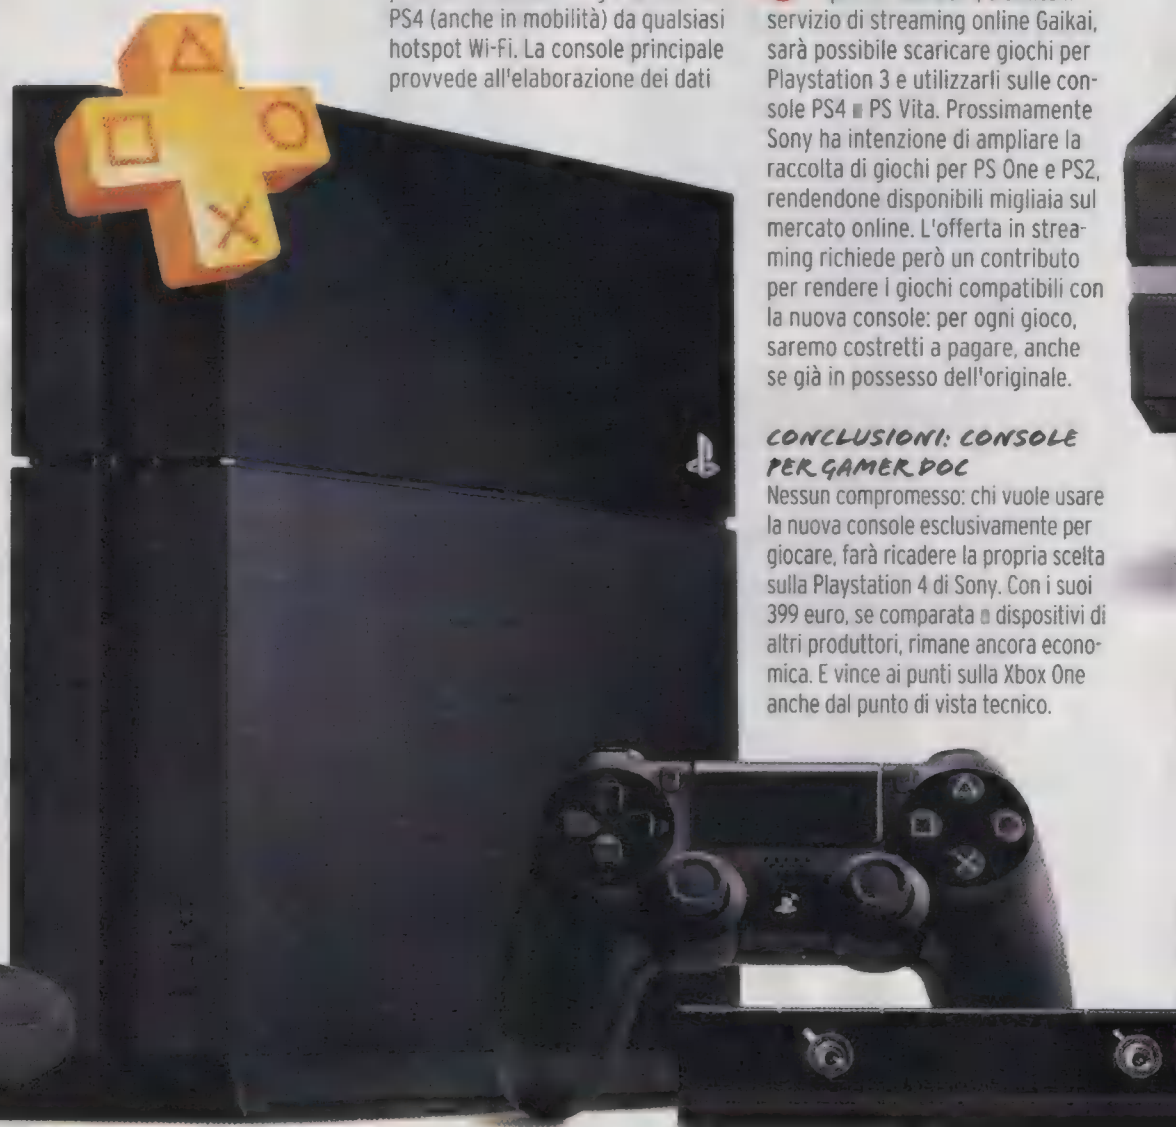 PS4 (anche in mobilità) da qualsiasi
hotspot Wi-Fi. La console principale
provvede all'elaborazione dei dati
servizio di streaming online Gaikai,
sarà possibile scaricare giochi per
Playstation 3 e utilizzarli sulle con-
sole PS4 PS Vita. Prossimamente
Sony ha intenzione di ampliare la
raccolta di giochi per PS One e PS2,
rendendone disponibili migliaia sul
mercato online. L'offerta in strea-
ming richiede però un contributo
per rendere i giochi compatibili con
la nuova console: per ogni gioco,
saremo costretti a pagare, anche
se già in possesso dell'originale.
CONCLUSIONI: CONSOLE
PER GAMER DOC
Nessun compromesso: chi vuole usare
la nuova console esclusivamente per
giocare, farà ricadere la propria scelta
sulla Playstation 4 di Sony. Con i suoi
399 euro, se comparata dispositivi di
altri produttori, rimane ancora econo-
mica. E vince ai punti sulla Xbox One
anche dal punto di vista tecnico.